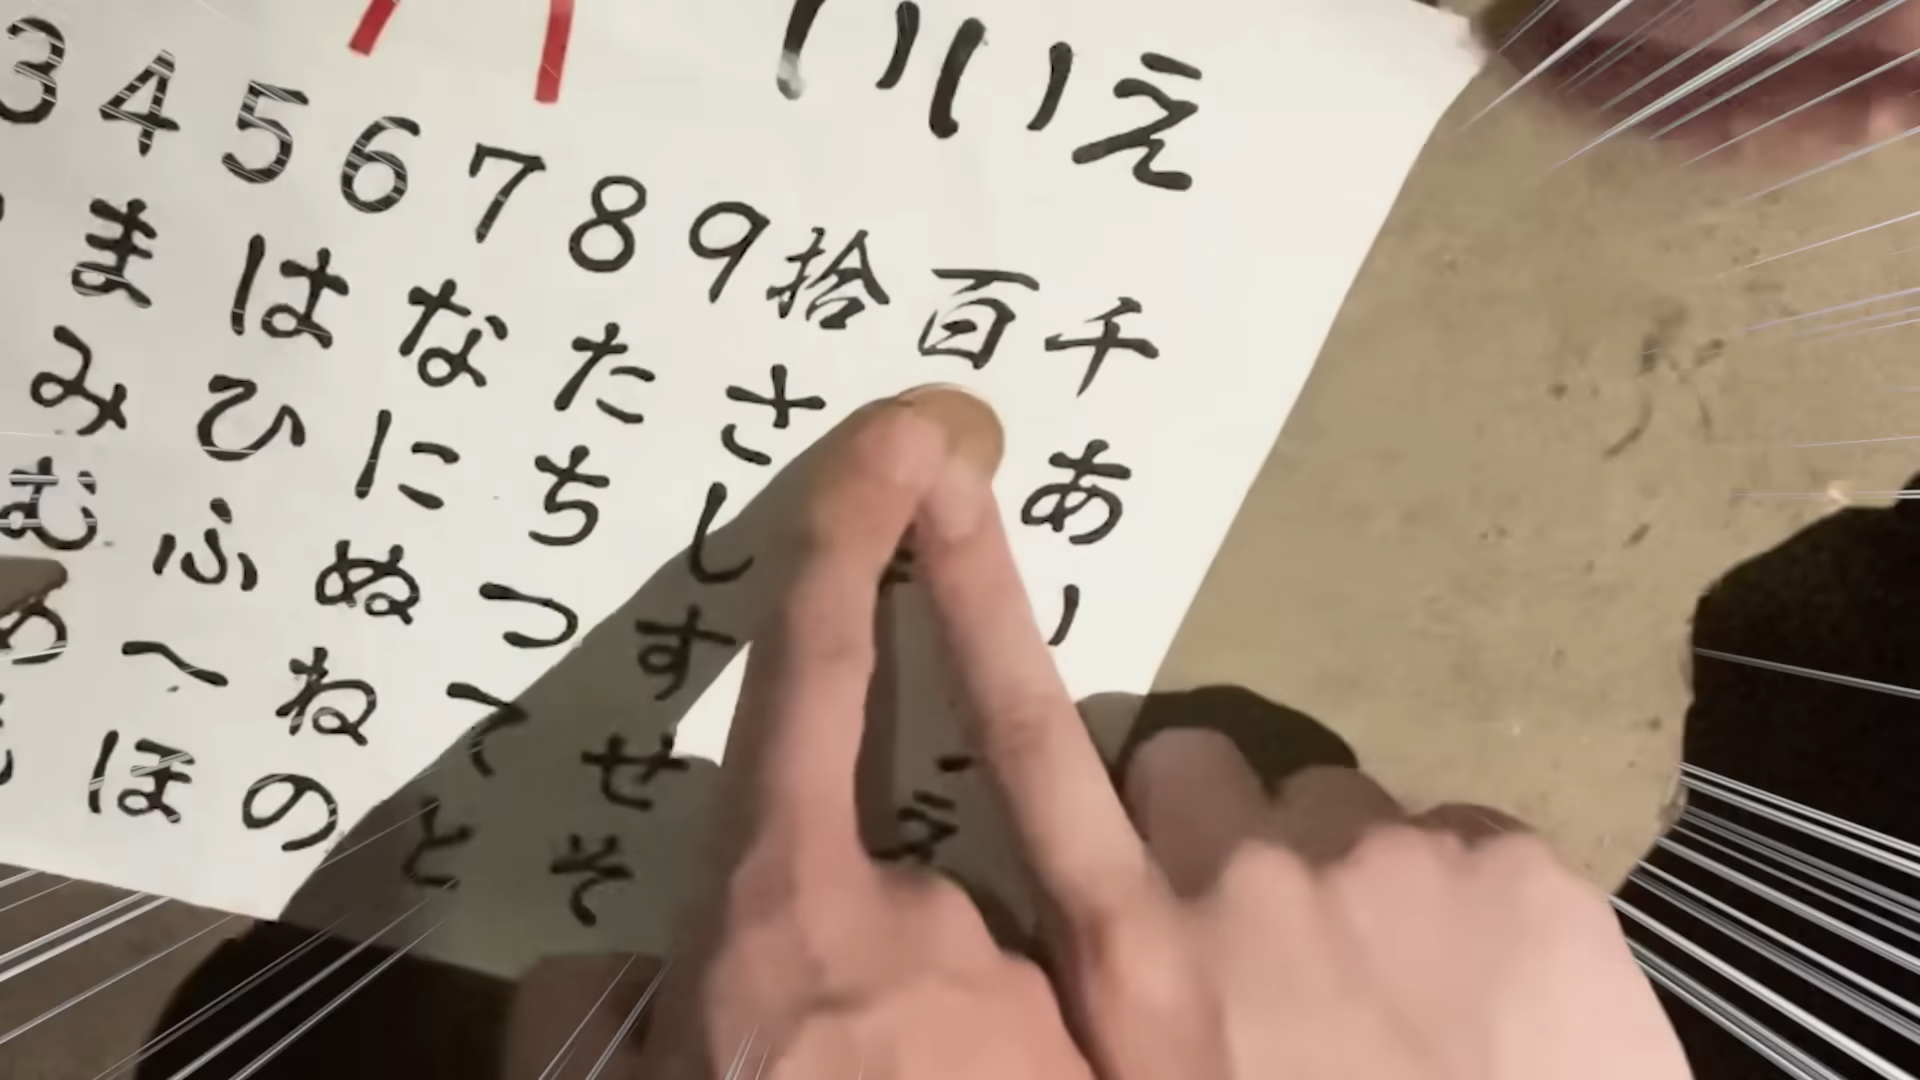 いいえ
3 4 5 6 7 8 9 拾 百 千
あ
え
さしすせそ
たちつてと
なにぬねの
はひふへほ
まみむ